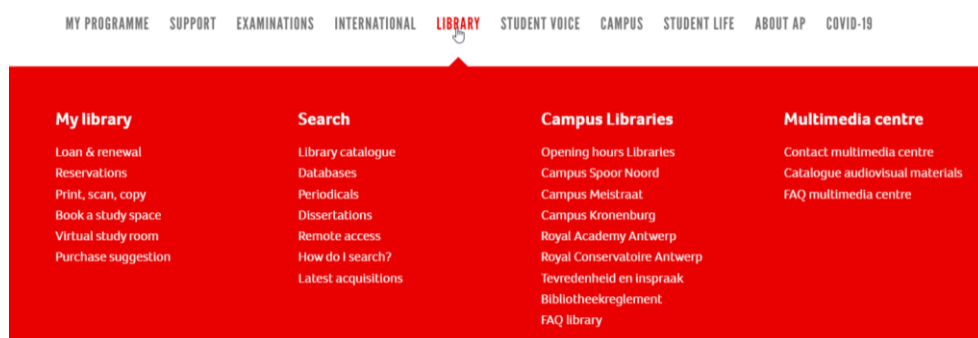 MY PROGRAMME SUPPORT EXAMINATIONS INTERNATIONAL LIBRARY STUDENT VOICE CAMPUS STUDENT LIFE ABOUT AP COVID-19
My library
Loan & renewal
Reservations
Print, scan, copy
Book a study space
Virtual study room
Purchase suggestion
Search
Library catalogue
Databases
Periodicals
Dissertations
Remote access
How do I search?
Latest acquisitions
Campus Libraries
Opening hours Libraries
Campus Spoor Noord
Campus Meistraat
Campus Kronenburg
Royal Academy Antwerp
Royal Conservatoire Antwerp
Tevredenheid en inspraak
Bibliotheekreglement
FAQ library
Multimedia centre
Contact multimedia centre
Catalogue audiovisual materials
FAQ multimedia centre